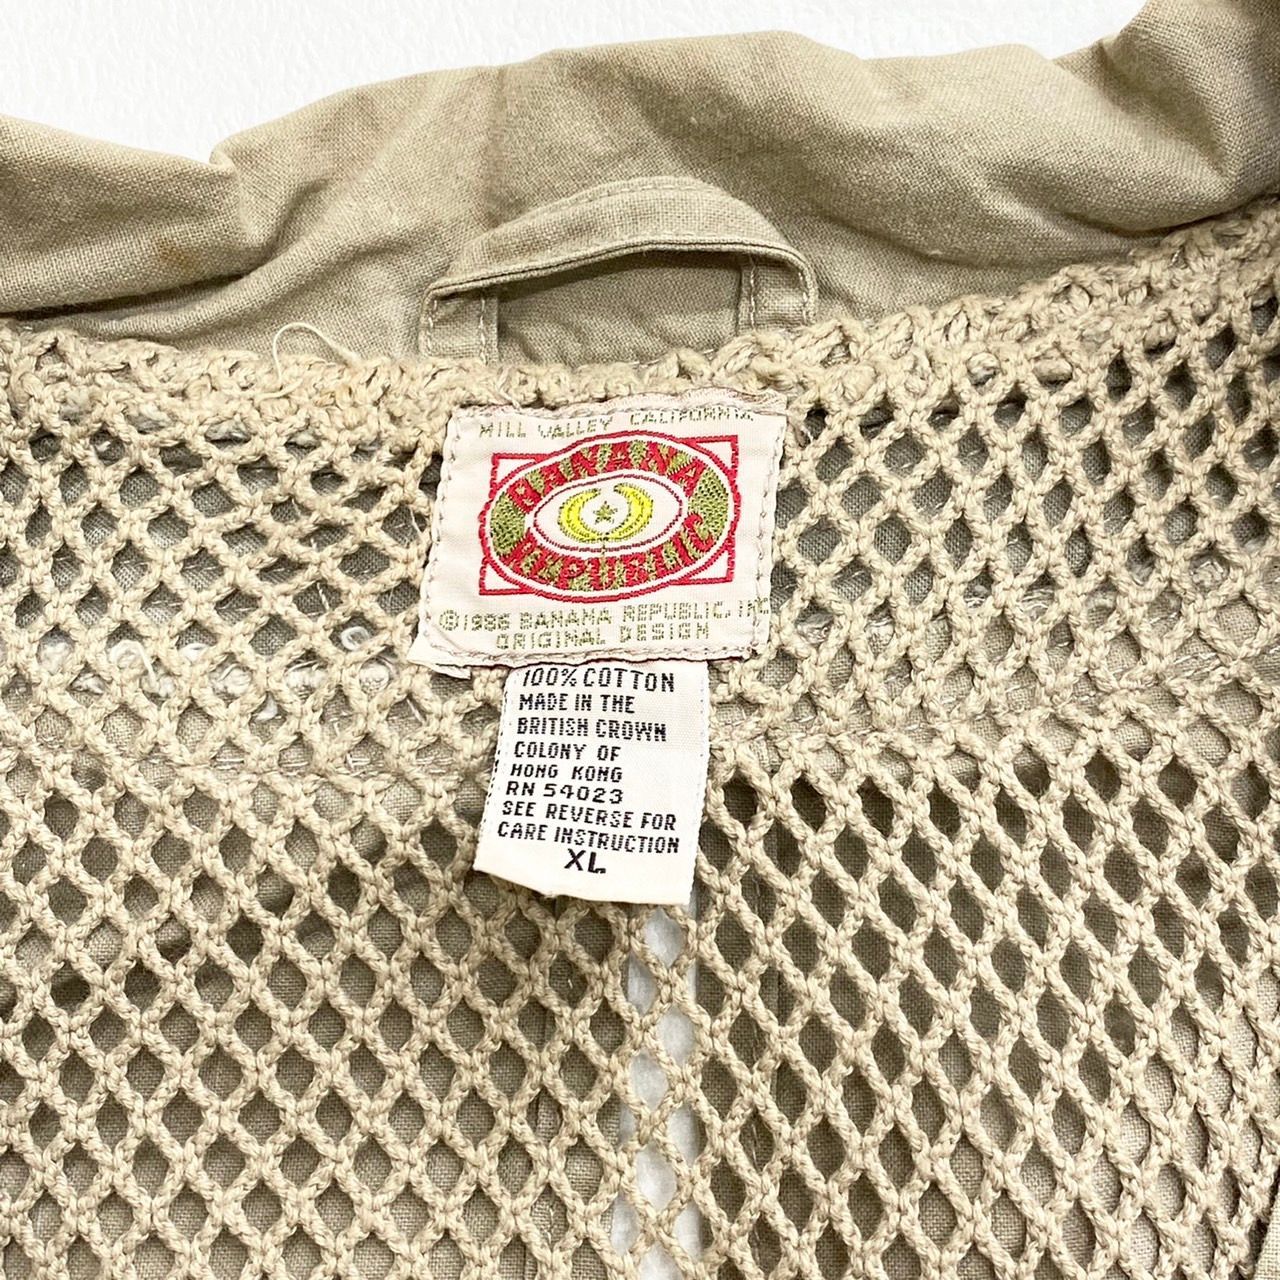 MILL VALLEY CALIFORNIA
BANANA
REPUBLIC
©1986 BANANA REPUBLIC, INC
ORIGINAL DESIGN
100% COTTON
MADE IN THE
BRITISH CROWN
COLONY OF
HONG KONG
RN 54023
SEE REVERSE FOR
CARE INSTRUCTION
XL